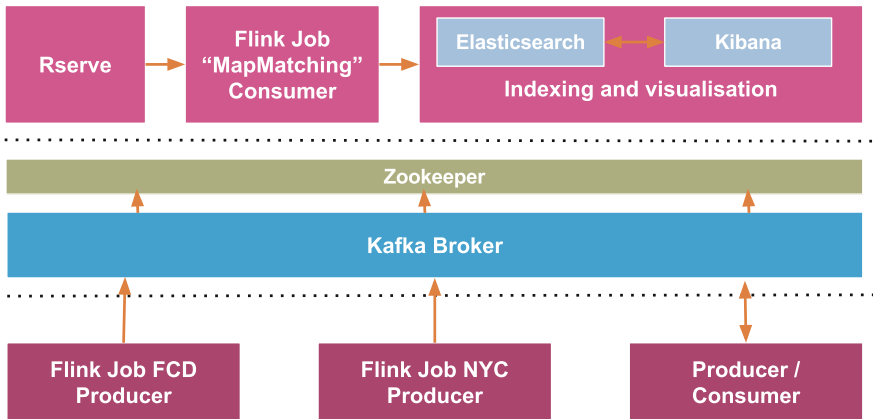 Rserve
Flink Job
“MapMatching”
Consumer
Elasticsearch
Kibana
Indexing and visualisation
Zookeeper
Kafka Broker
Flink Job FCD
Producer
Flink Job NYC
Producer
Producer /
Consumer